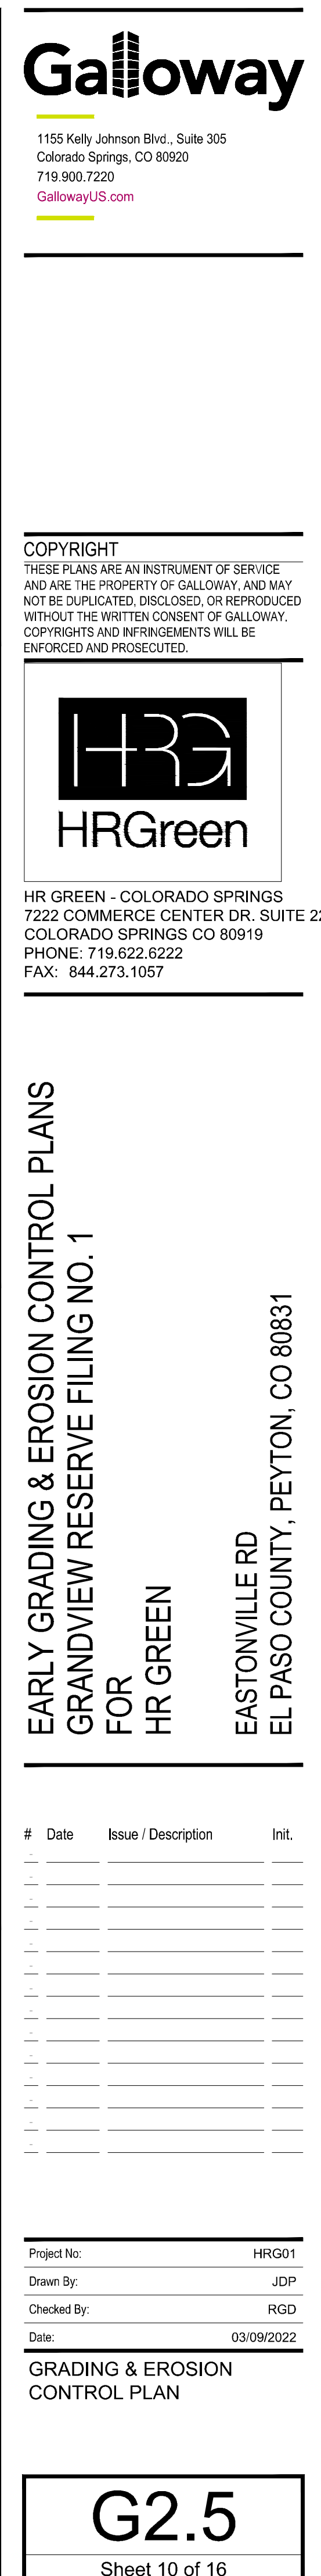 Galloway
1155 Kelly Johnson Blvd., Suite 305
Colorado Springs, CO 80920
719.900.7220
GallowayUS.com
COPYRIGHT
THESE PLANS ARE AN INSTRUMENT OF SERVICE
AND ARE THE PROPERTY OF GALLOWAY, AND MAY
NOT BE DUPLICATED, DISCLOSED, OR REPRODUCED
WITHOUT THE WRITTEN CONSENT OF GALLOWAY.
COPYRIGHTS AND INFRINGEMENTS WILL BE
ENFORCED AND PROSECUTED.
HRG
HRGreen
HR GREEN - COLORADO SPRINGS
7222 COMMERCE CENTER DR. SUITE
COLORADO SPRINGS CO 80919
PHONE: 719.622.6222
FAX: 844.273.1057
EARLY GRADING & EROSION CONTROL PLANS
GRANDVIEW RESERVE FILING NO. 1
FOR
HR GREEN
EASTONVILLE RD
EL PASO COUNTY, PEYTON, CO 80831
# Date Issue / Description Init.
-
-
-
-
-
-
-
-
-
-
-
-
-
-
Project No: HRG01
Drawn By: JDP
Checked By: RGD
Date: 03/09/2022
GRADING & EROSION
CONTROL PLAN
G2.5
Sheet 10 of 16